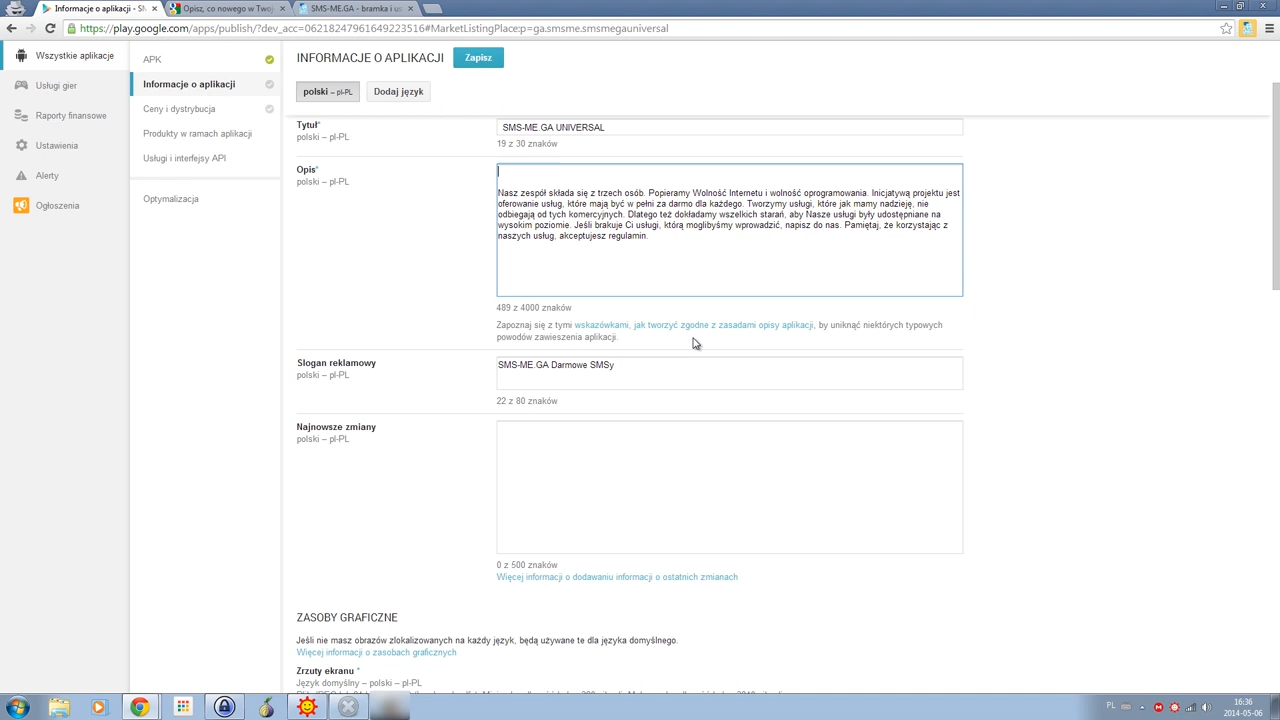 Informacje o aplikacji - S
Opisz, co nowego w Twoj
SMS-ME.GA - bramka i us
https://play.google.com/apps/publish/?dev_acc=06218247961649223516#MarketListingPlace:p=ga.smsme.smsmegauniversal
Wszystkie aplikacje
Usługi gier
Raporty finansowe
Ustawienia
Alerty
Ogłoszenia
APK
Informacje o aplikacji
Ceny i dystrybucja
Produkty w ramach aplikacji
Usługi i interfejsy API
Optymalizacja
INFORMACJE O APLIKACJI
Zapisz
polski – pl-PL
Dodaj język
Tytuł*
polski – pl-PL
SMS-ME.GA UNIVERSAL
19 z 30 znaków
Opis*
polski – pl-PL
Nasz zespół składa się z trzech osób. Popieramy Wolność Internetu i wolność oprogramowania. Inicjatywą projektu jest
oferowanie usług, które mają być w pełni za darmo dla każdego. Tworzymy usługi, które jak mamy nadzieję, nie
odbiegają od tych komercyjnych. Dlatego też dokładamy wszelkich starań, aby Nasze usługi były udostępniane na
wysokim poziomie. Jeśli brakuje Ci usługi, którą moglibyśmy wprowadzić, napisz do nas. Pamiętaj, że korzystając z
naszych usług, akceptujesz regulamin.
489 z 4000 znaków
Zapoznaj się z tymi wskazówkami, jak tworzyć zgodne z zasadami opisy aplikacji, by uniknąć niektórych typowych
powodów zawieszenia aplikacji.
Slogan reklamowy
polski – pl-PL
SMS-ME.GA Darmowe SMSy
22 z 80 znaków
Najnowsze zmiany
polski – pl-PL
0 z 500 znaków
Więcej informacji o dodawaniu informacji o ostatnich zmianach
ZASOBY GRAFICZNE
Jeśli nie masz obrazów zlokalizowanych na każdy język, będą używane te dla języka domyślnego.
Więcej informacji o zasobach graficznych
Zrzuty ekranu *
Język domyślny – polski – pl-PL
PL
16:36
2014-05-06